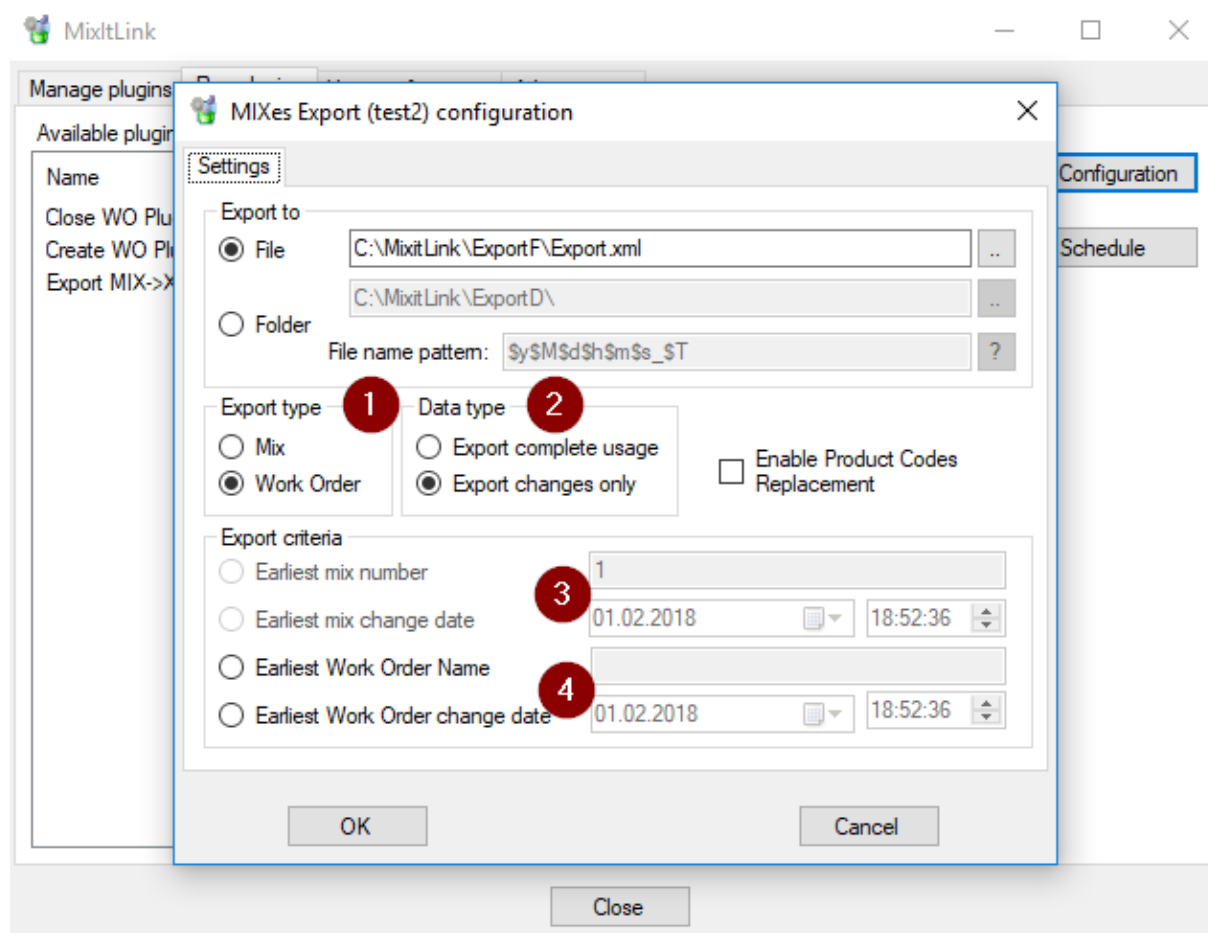 MixItLink
Manage plugins
MIXes Export (test2) configuration
Available plugin
Settings
Name
Configuration
Close WO Plu
Create WO Pl
Export MIX->X
Schedule
Export to
File
C:\MixitLink\ExportF\Export.xml
..
C:\MixitLink\ExportD\
..
Folder
File name pattern:
$y$M$d$h$m$s_$T
?
Export type
1
Data type
2
Mix
Export complete usage
Work Order
Export changes only
Enable Product Codes
Replacement
Export criteria
Earliest mix number
1
3
Earliest mix change date
01.02.2018
18:52:36
Earliest Work Order Name
4
Earliest Work Order change date
01.02.2018
18:52:36
OK
Cancel
Close